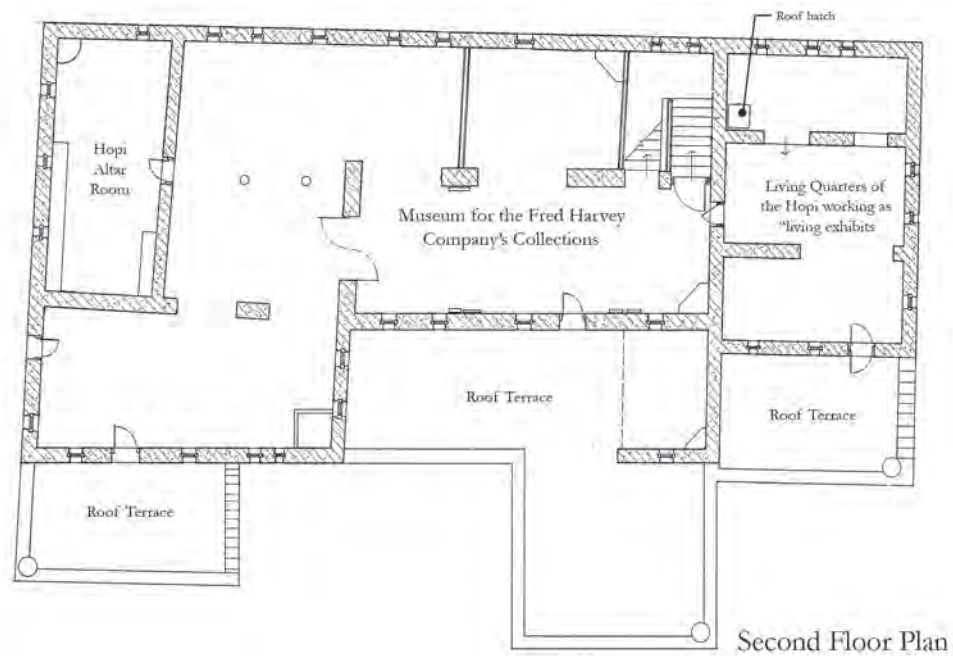 Roof hatch
Hopi
Altar
Room
Living Quarters of
the Hopi working as
"living exhibits
Museum for the Fred Harvey
Company's Collections
Roof Terrace
Roof Terrace
Roof Terrace
Second Floor Plan